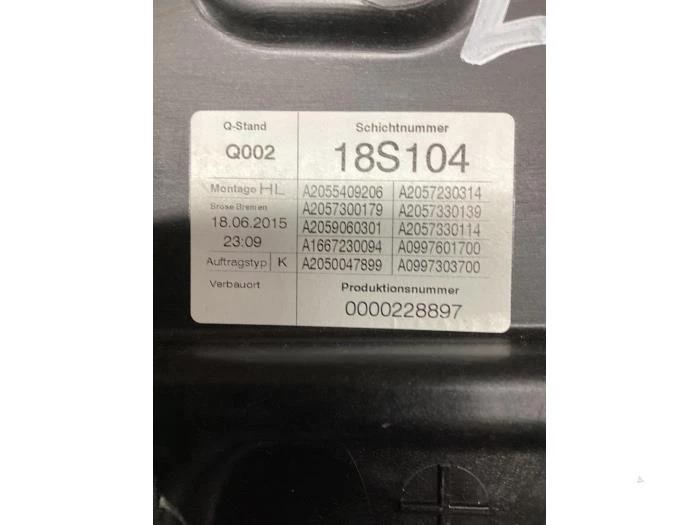 Q-Stand
Schichtnummer
Q002
18S104
Montage HL
A2055409206 A2057230314
Brose Bremen
A2057300179 A2057330139
18.06.2015
A2059060301 A2057330114
23:09
A1667230094 A0997601700
Auftragstyp K
A2050047899 A0997303700
Verbauort
Produktionsnummer
0000228897